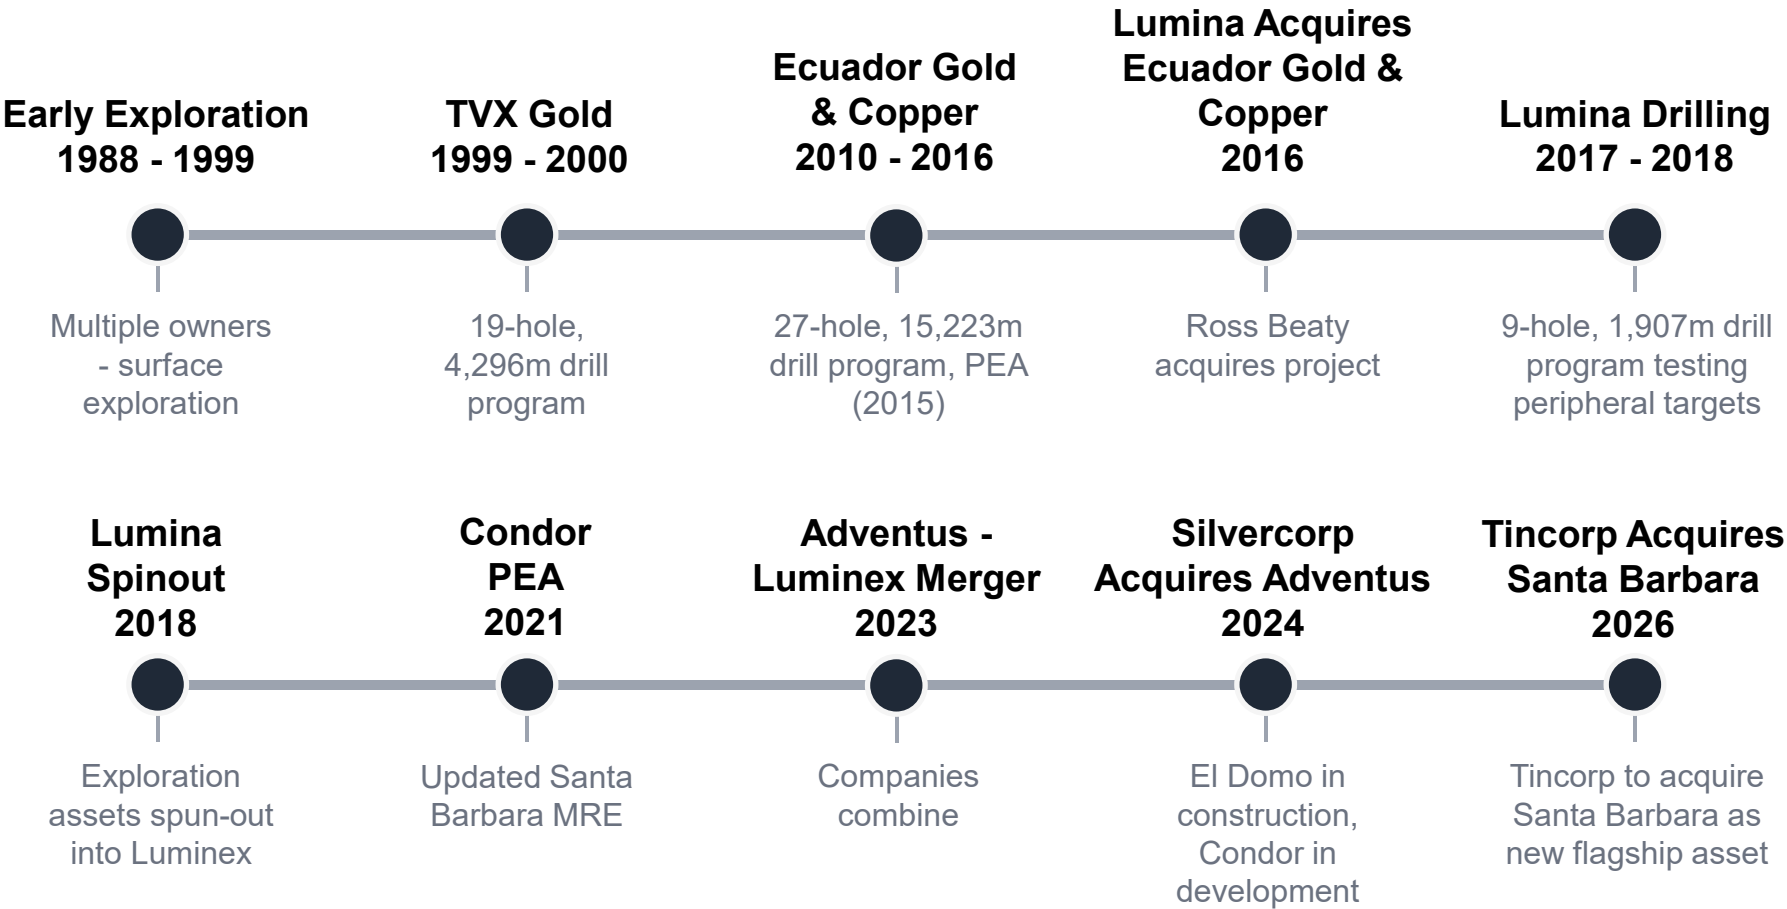 Early Exploration
1988 - 1999
Multiple owners
- surface
exploration
TVX Gold
1999 - 2000
19-hole,
4,296m drill
program
Ecuador Gold
& Copper
2010 - 2016
27-hole, 15,223m
drill program, PEA
(2015)
Lumina Acquires
Ecuador Gold &
Copper
2016
Ross Beaty
acquires project
Lumina Drilling
2017 - 2018
9-hole, 1,907m drill
program testing
peripheral targets
Lumina
Spinout
2018
Exploration
assets spun-out
into Luminex
Condor
PEA
2021
Updated Santa
Barbara MRE
Adventus -
Luminex Merger
2023
Companies
combine
Silvercorp
Acquires Adventus
2024
El Domo in
construction,
Condor in
development
Tincorp Acquires
Santa Barbara
2026
Tincorp to acquire
Santa Barbara as
new flagship asset